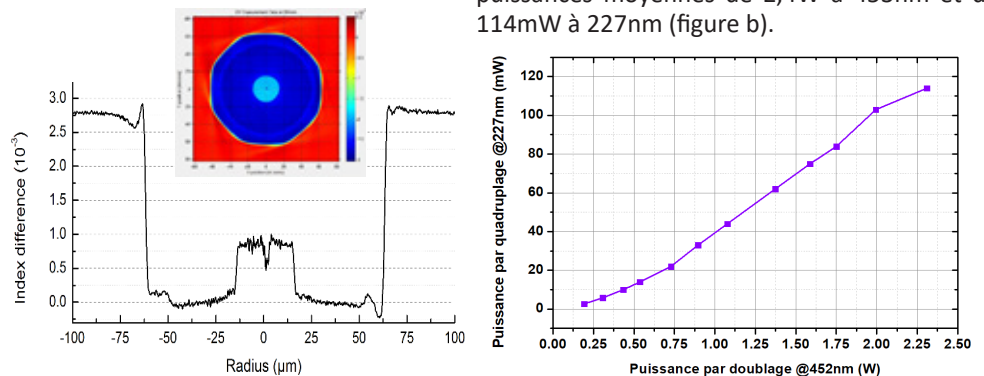 puissances moyennes de 2,4W à 453nm et d
114mW à 227nm (figure b).
3.0
2.5
2.0
1.5
1.0
0.5
0.0
Index difference (10⁻³)
-100 -75 -50 -25 0 25 50 75 100
Radius (µm)
120
100
80
60
40
20
0
Puissance par quadruplage @227nm (mW)
0.00 0.25 0.50 0.75 1.00 1.25 1.50 1.75 2.00 2.25 2.50
Puissance par doublage @452nm (W)